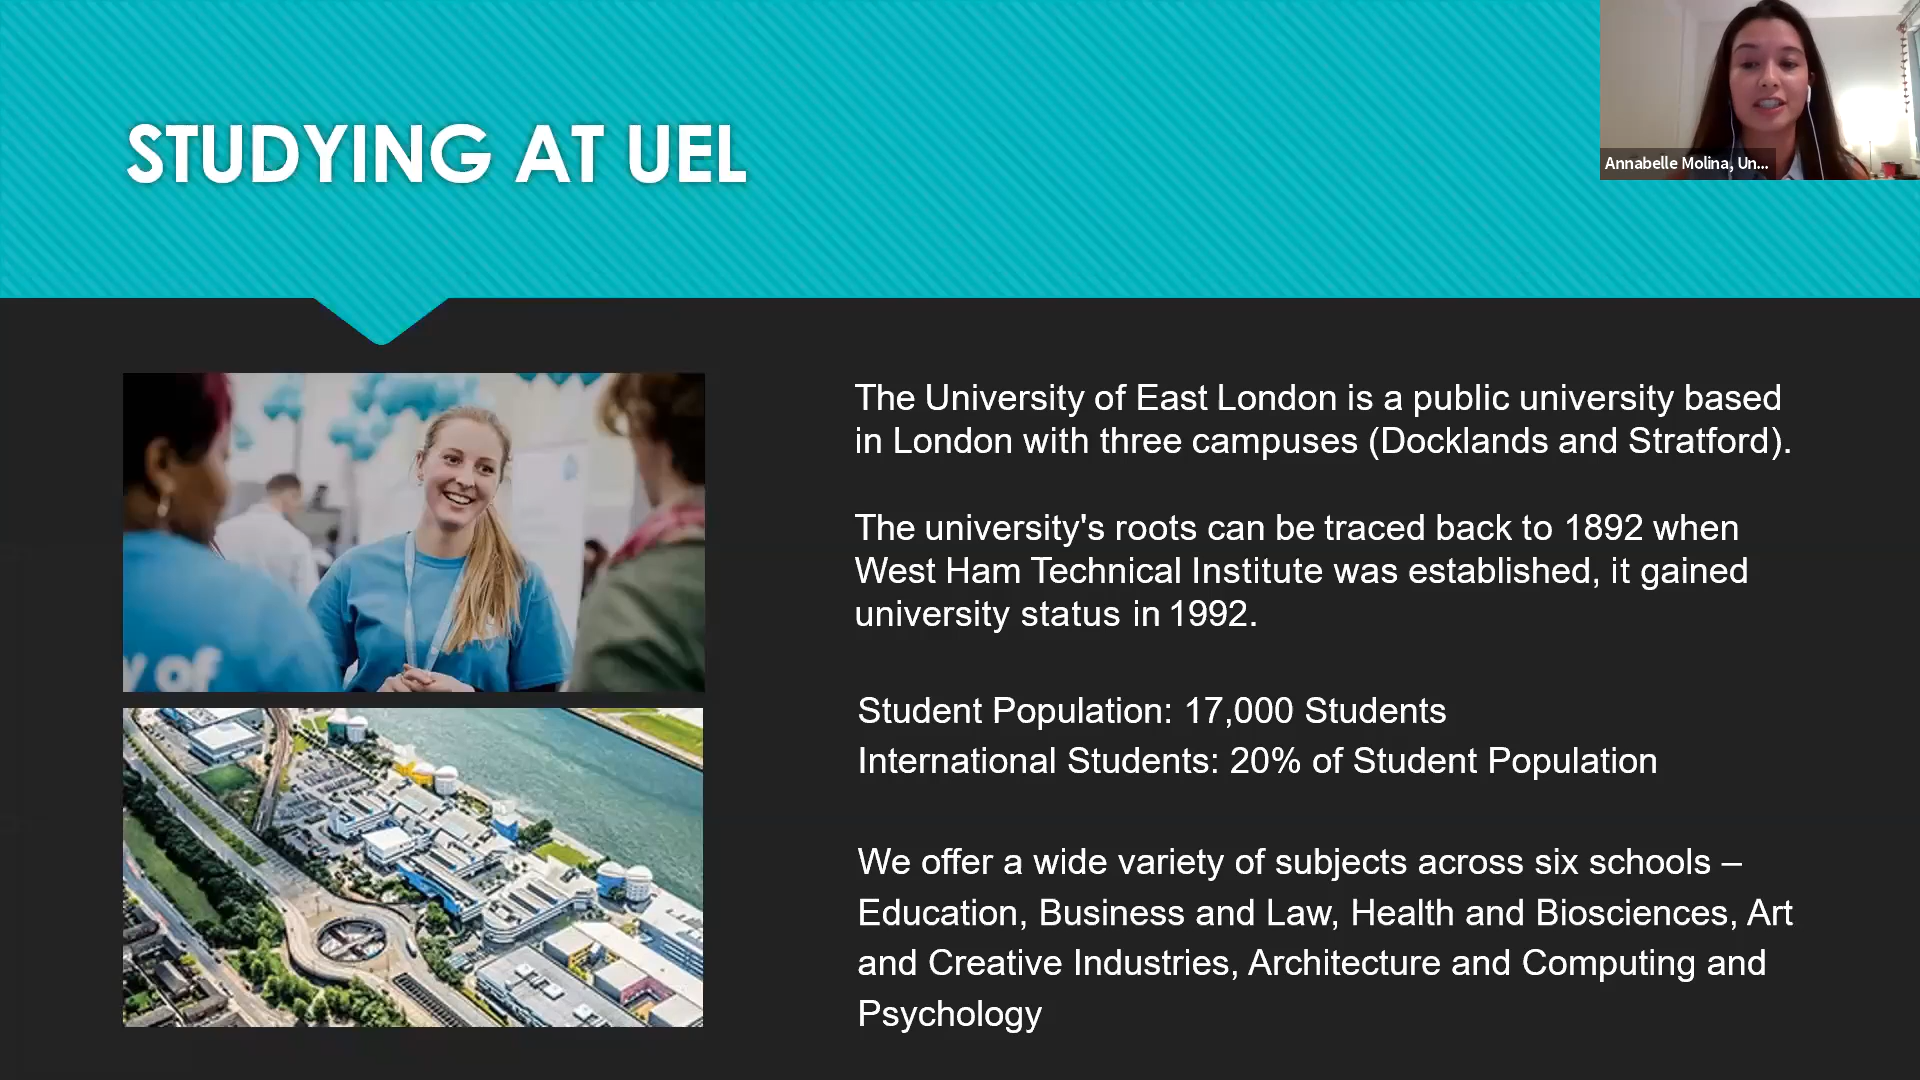 STUDYING AT UEL
Annabelle Molina, Un...
The University of East London is a public university based
in London with three campuses (Docklands and Stratford).
The university's roots can be traced back to 1892 when
West Ham Technical Institute was established, it gained
university status in 1992.
y of
Student Population: 17,000 Students
International Students: 20% of Student Population
We offer a wide variety of subjects across six schools –
Education, Business and Law, Health and Biosciences, Art
and Creative Industries, Architecture and Computing and
Psychology